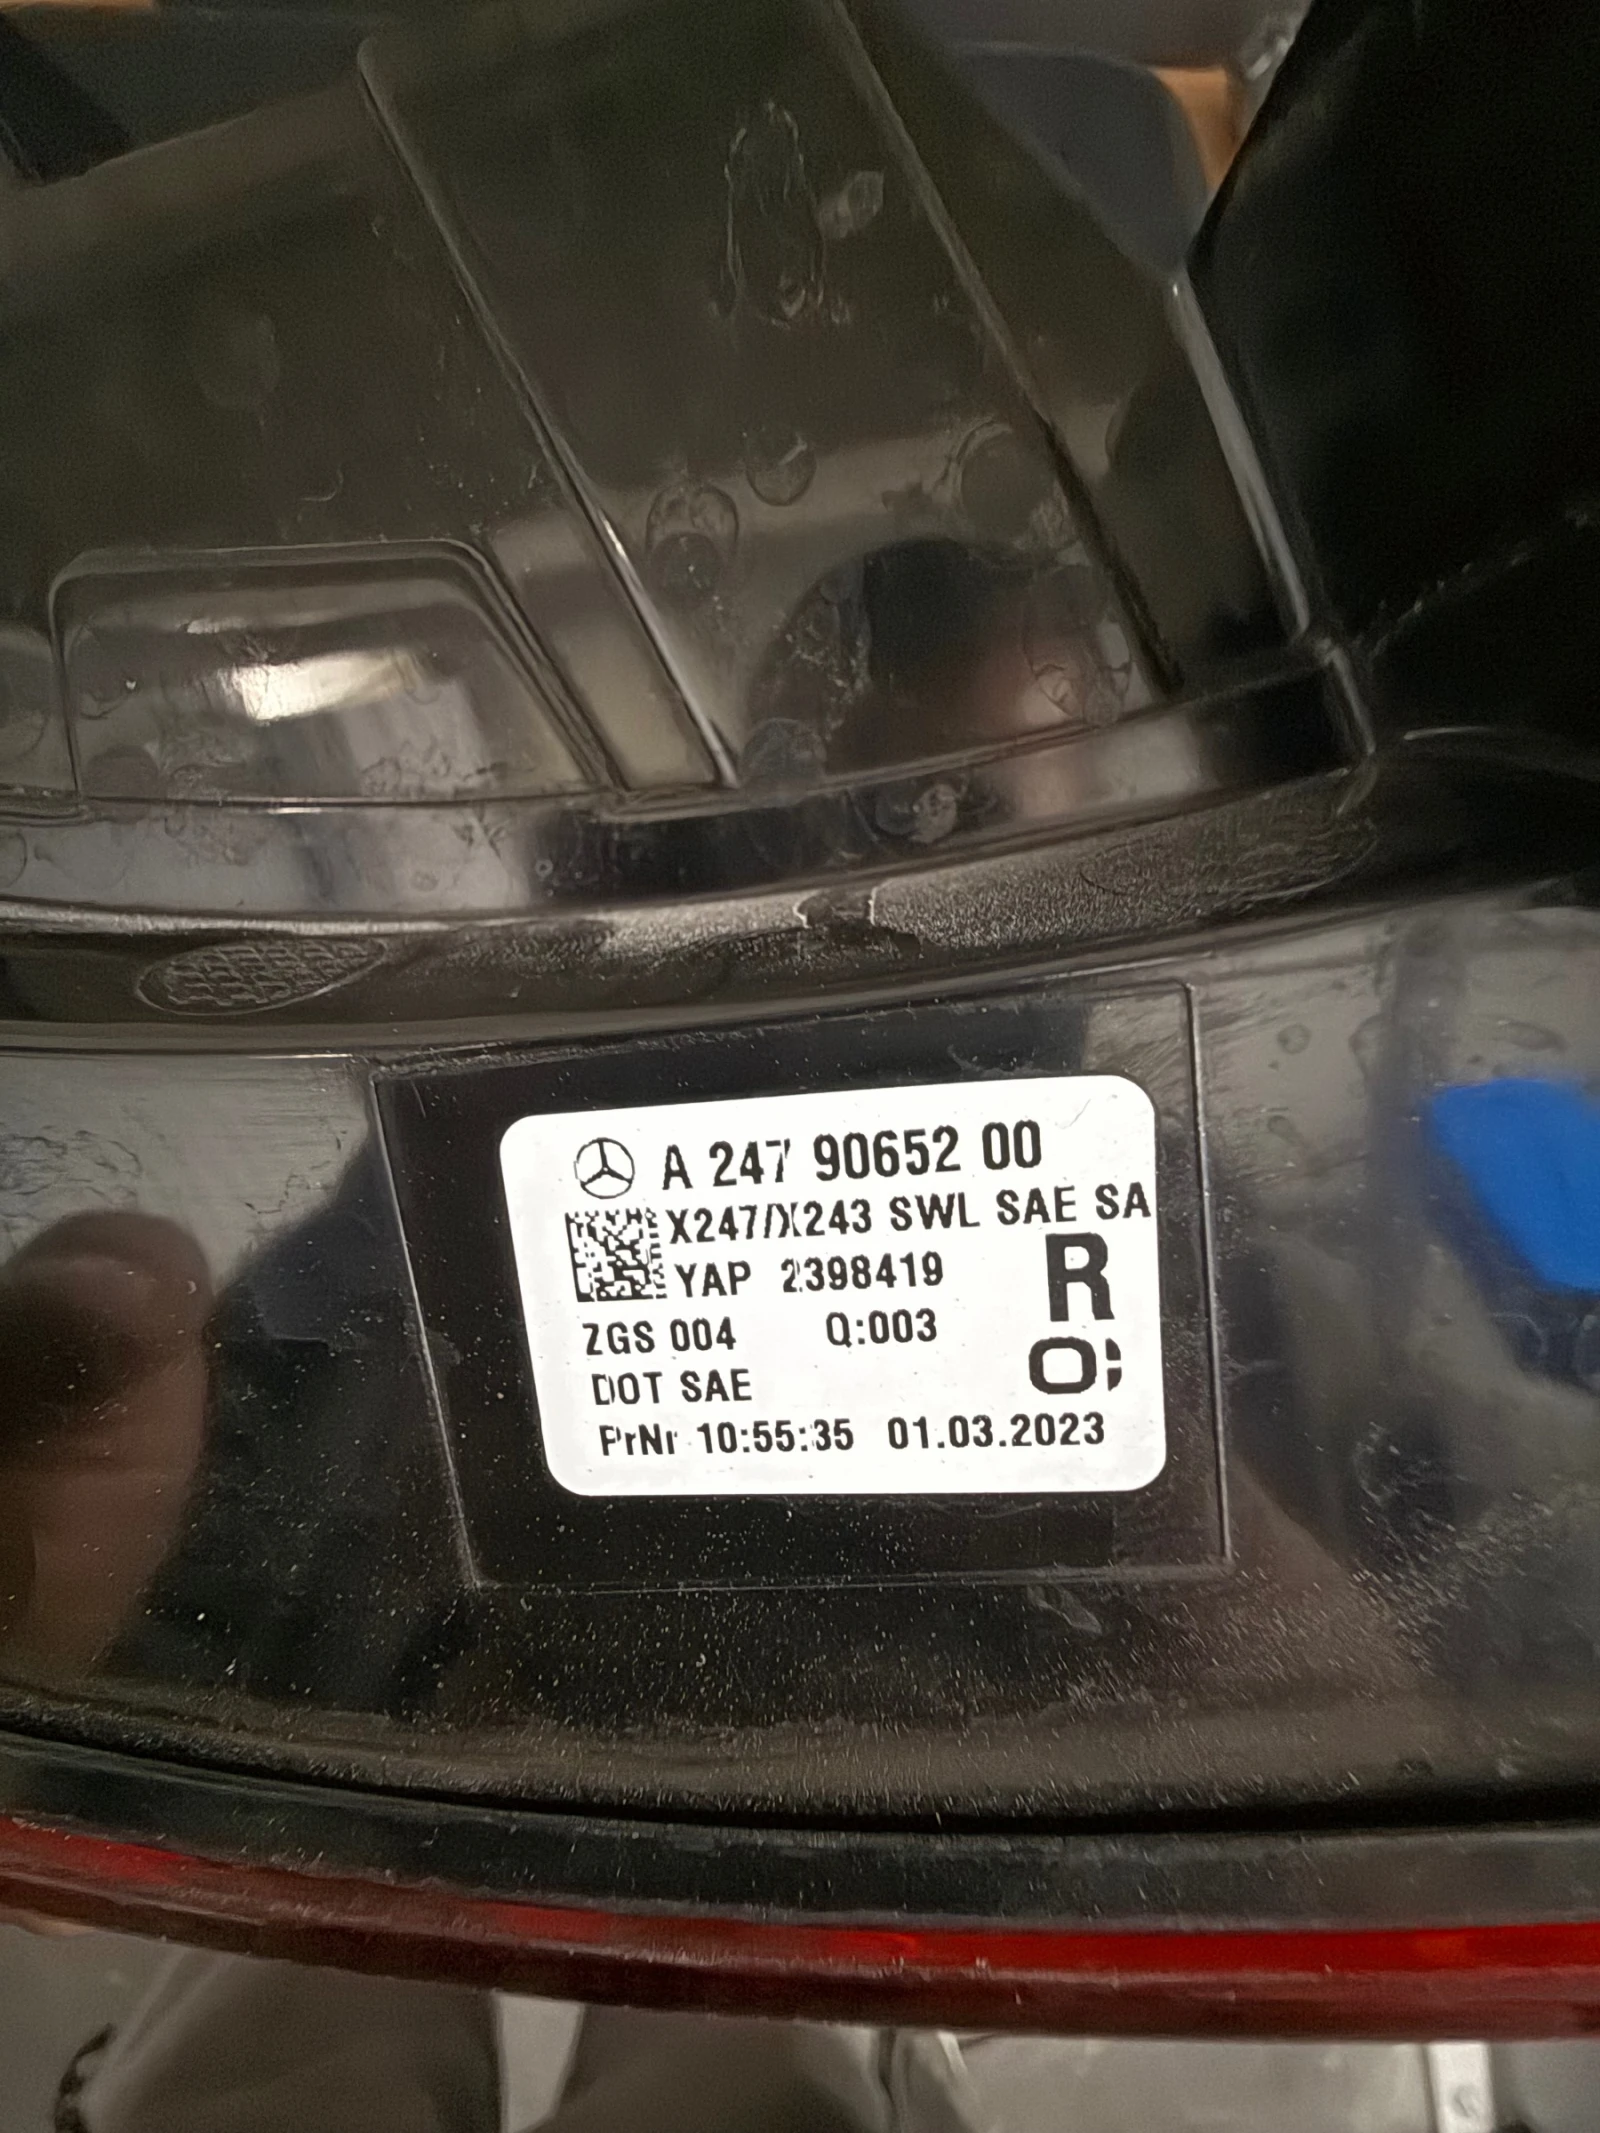 A 247 90652 00
X247/X243 SWL SAE SA
YAP 2398419
R
ZGS 004 Q:003
DOT SAE
PrNr 10:55:35 01.03.2023